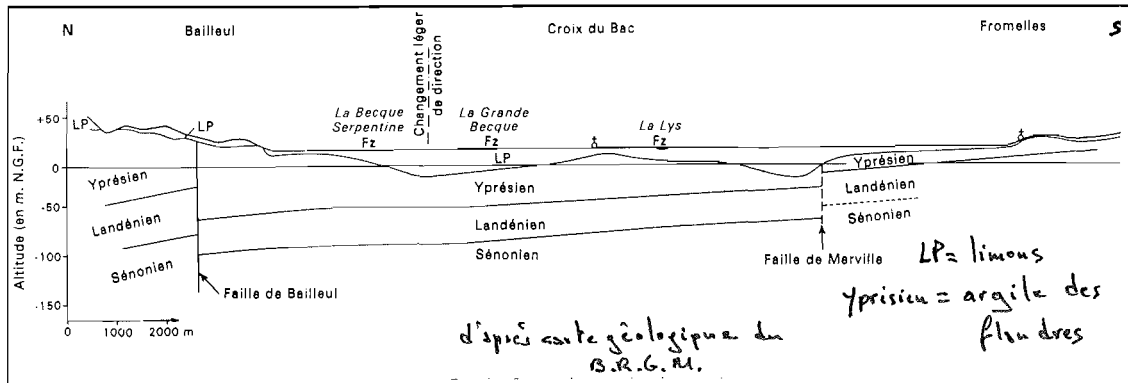 N Bailleul Croix du Bac Fromelles S
Changement léger
de direction
La Becque
Serpentine
Fz
La Grande
Becque
Fz
La Lys
Fz
+50
0
-50
-100
-150
Altitude (en m. N.G.F.)
LP LP LP
Yprésien Yprésien Yprésien
Landénien Landénien Landénien
Sénonien Sénonien Sénonien
Faille de Bailleul
Faille de Merville
0 1000 2000 m
LP = limons
Yprisien = argile des
flandres
d'après carte géologique du
B.R.G.M.